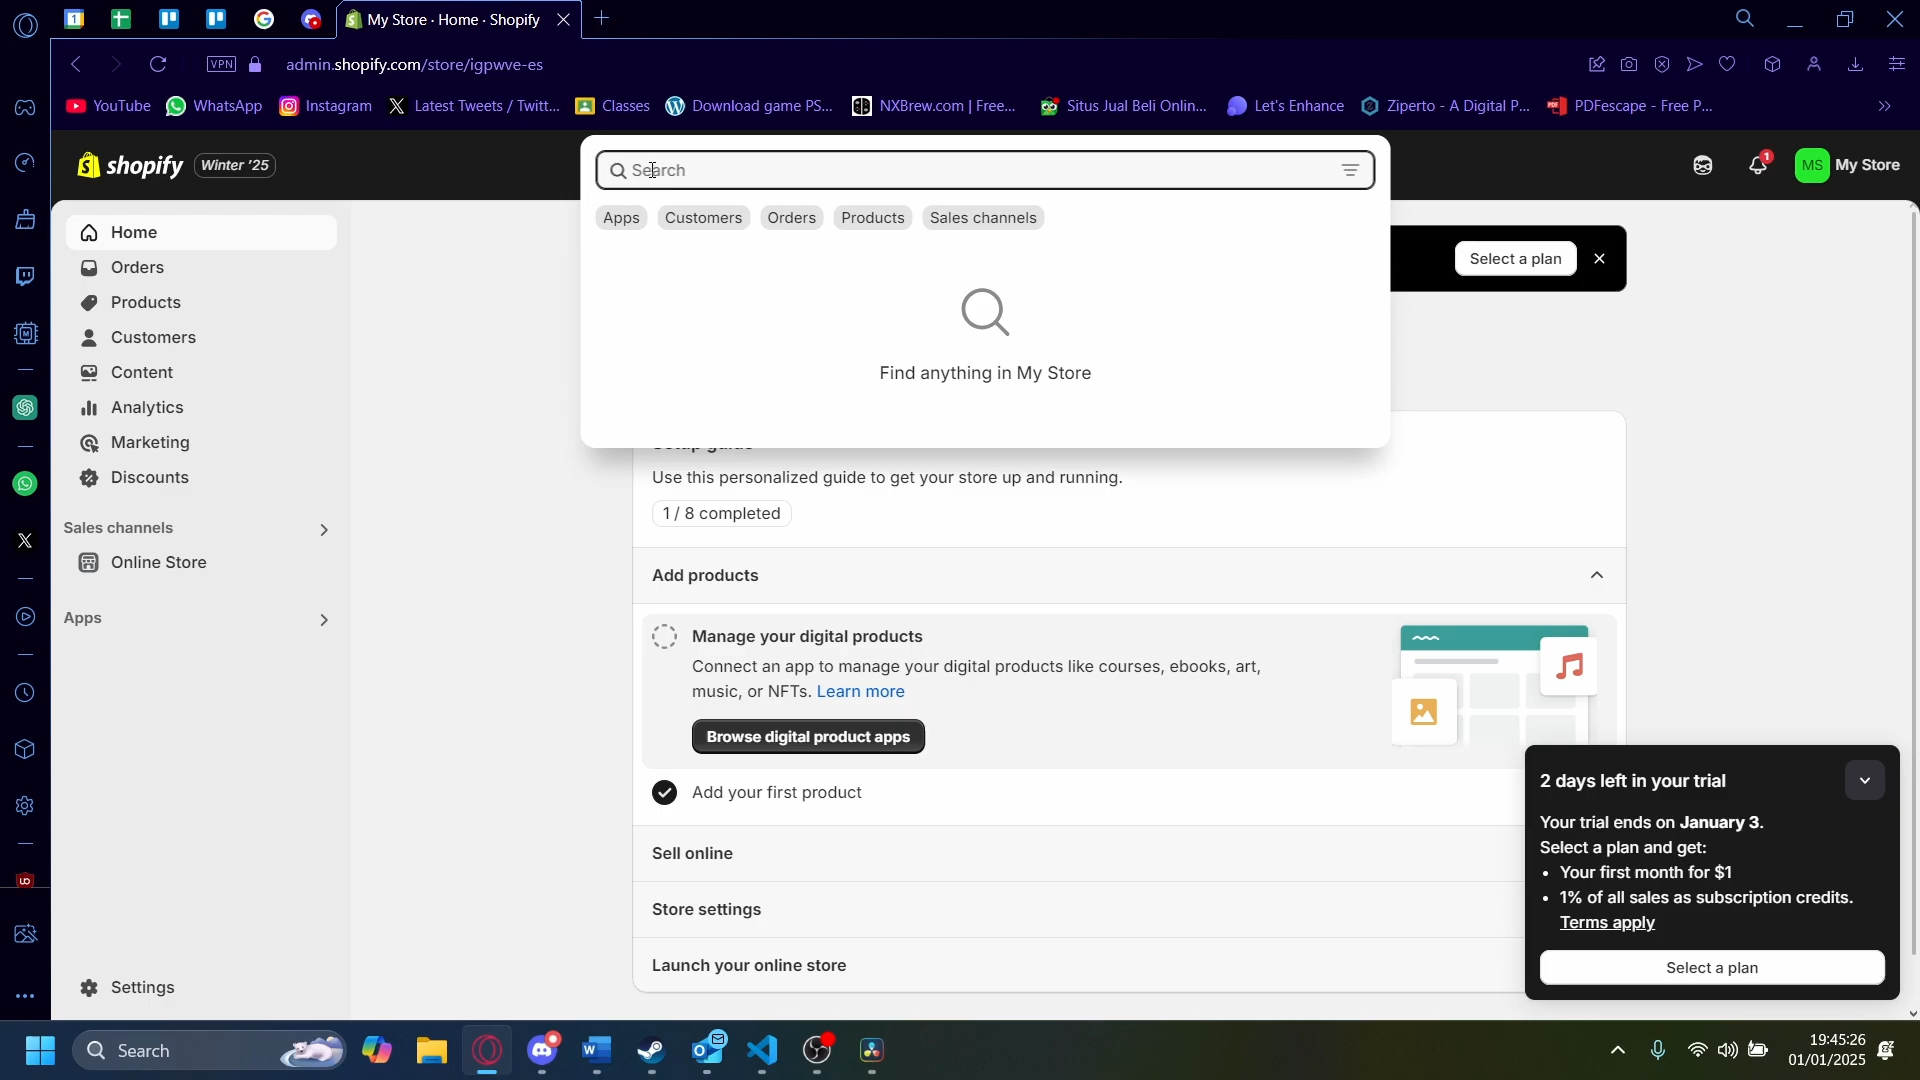 My Store · Home · Shopify
VPN
admin.shopify.com/store/igpwve-es
YouTube
WhatsApp
Instagram
Latest Tweets / Twitt...
Classes
Download game PS...
NXBrew.com | Free...
Situs Jual Beli Onlin...
Let's Enhance
Ziperto - A Digital P...
PDFescape - Free P...
shopify
Winter '25
Search
1
MS
My Store
Apps
Customers
Orders
Products
Sales channels
Find anything in My Store
Select a plan
Home
Orders
Products
Customers
Content
Analytics
Marketing
Discounts
Sales channels
Online Store
Apps
Settings
Use this personalized guide to get your store up and running.
1 / 8 completed
Add products
Manage your digital products
Connect an app to manage your digital products like courses, ebooks, art,
music, or NFTs. Learn more
Browse digital product apps
Add your first product
Sell online
Store settings
Launch your online store
2 days left in your trial
Your trial ends on January 3.
Select a plan and get:
• Your first month for $1
• 1% of all sales as subscription credits.
Terms apply
Select a plan
Search
19:45:26
01/01/2025